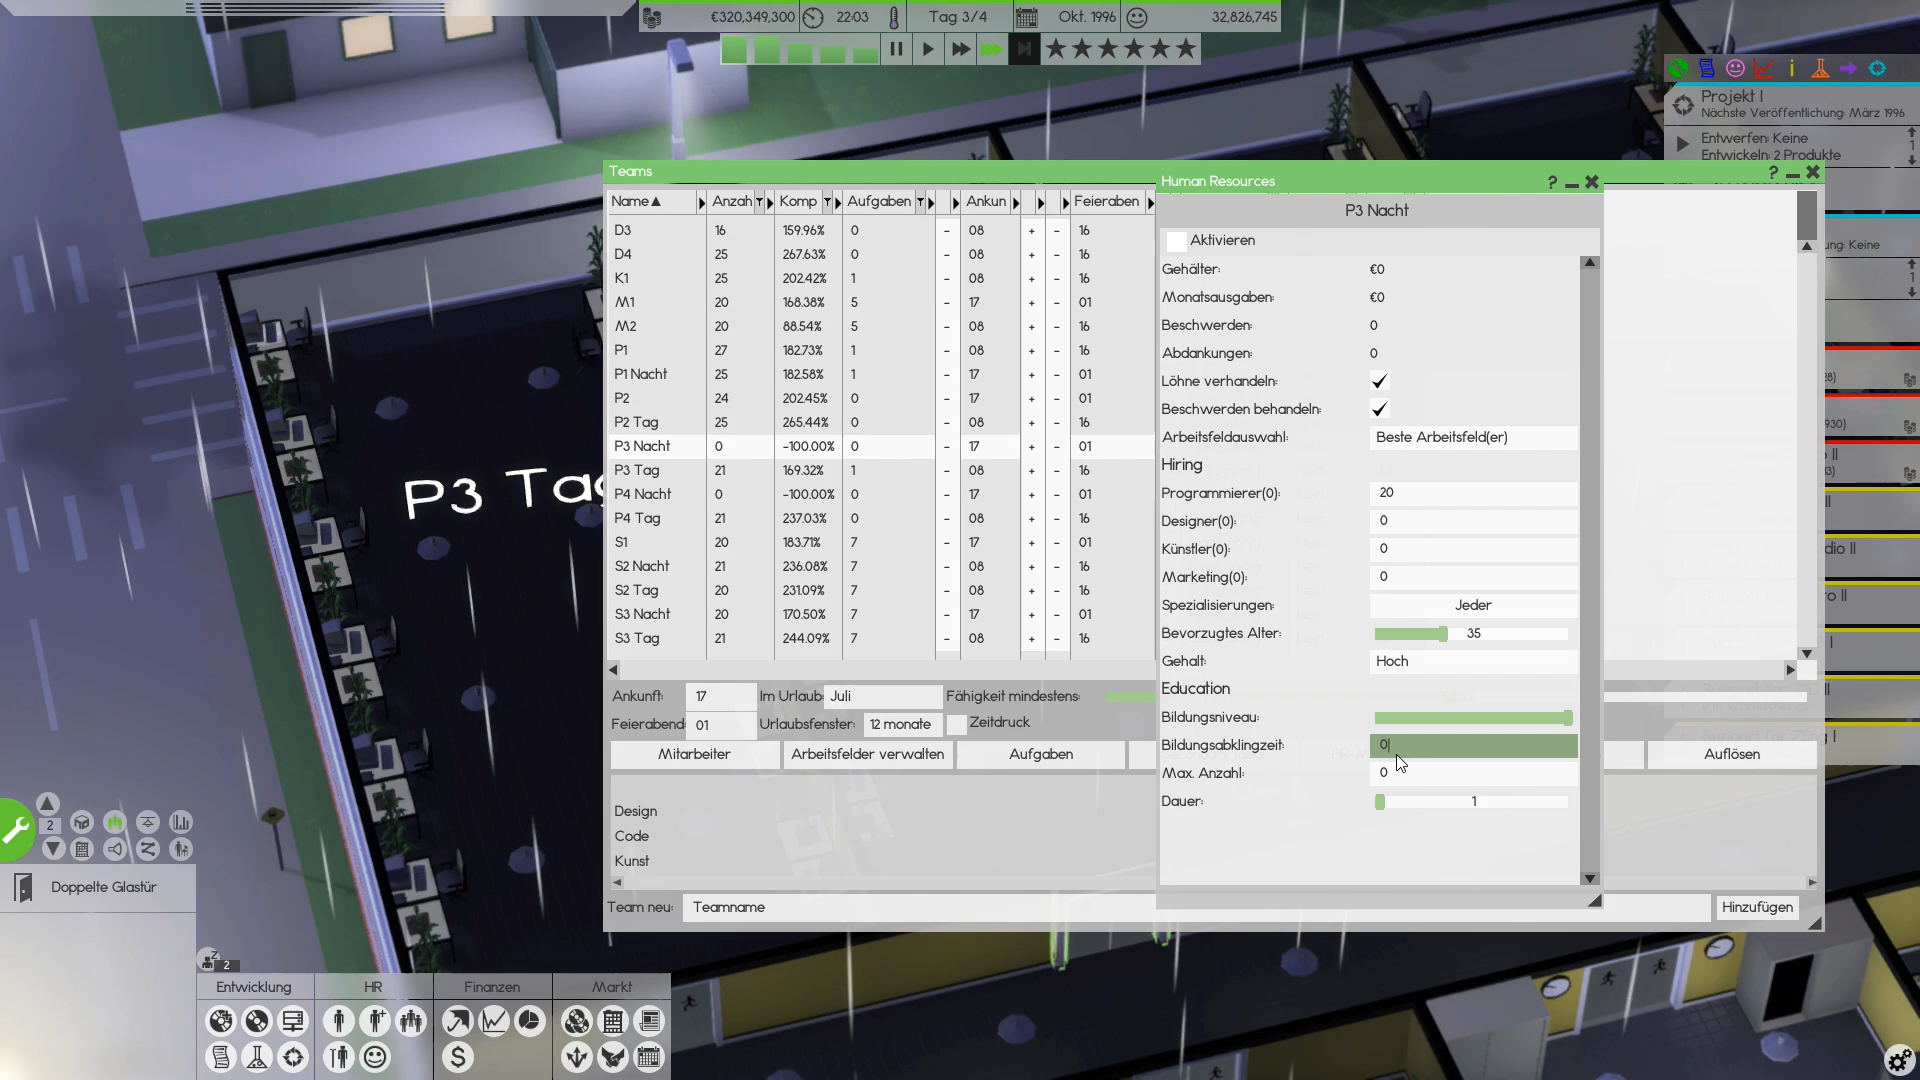 €320,349,300 22:03 Tag 3/4 Okt. 1996 32,826,745
Projekt I
Nächste Veröffentlichung: März 1996
Entwerfen: Keine
Entwickeln: 2 Produkte
1
Teams
Name Anzah Komp Aufgaben Ankun Feieraben
D3 16 159.96% 0 - 08 + - 16
D4 25 267.63% 0 - 08 + - 16
K1 25 202.42% 1 - 08 + - 16
M1 20 168.38% 5 - 17 + - 01
M2 20 88.54% 5 - 08 + - 16
P1 27 182.73% 1 - 08 + - 16
P1 Nacht 25 182.58% 1 - 17 + - 01
P2 24 202.45% 0 - 17 + - 01
P2 Tag 25 265.44% 0 - 08 + - 16
P3 Nacht 0 -100.00% 0 - 17 + - 01
P3 Tag 21 169.32% 1 - 08 + - 16
P4 Nacht 0 -100.00% 0 - 17 + - 01
P4 Tag 21 237.03% 0 - 08 + - 16
S1 20 183.71% 7 - 17 + - 01
S2 Nacht 21 236.08% 7 - 08 + - 16
S2 Tag 20 231.09% 7 - 08 + - 16
S3 Nacht 20 170.50% 7 - 17 + - 01
S3 Tag 21 244.09% 7 - 08 + - 16
Ankunft: 17 Im Urlaub: Juli Fähigkeit mindestens:
Feierabend: 01 Urlaubsfenster: 12 monate Zeitdruck
Mitarbeiter Arbeitsfelder verwalten Aufgaben Auflösen
Design
Code
Kunst
Team neu: Teamname Hinzufügen
Human Resources
P3 Nacht
Aktivieren
Gehälter: €0
Monatsausgaben: €0
Beschwerden: 0
Abdankungen: 0
Löhne verhandeln:
Beschwerden behandeln:
Arbeitsfeldauswahl: Beste Arbeitsfeld(er)
Hiring
Programmierer(0): 20
Designer(0): 0
Künstler(0): 0
Marketing(0): 0
Spezialisierungen: Jeder
Bevorzugtes Alter: 35
Gehalt: Hoch
Education
Bildungsniveau:
Bildungsabklingzeit: 0
Max. Anzahl: 0
Dauer: 1
ung: Keine
1
28)
930)
Support for ZEng I
P3 Tag
2
Doppelte Glastür
Z
2
Entwicklung HR Finanzen Markt